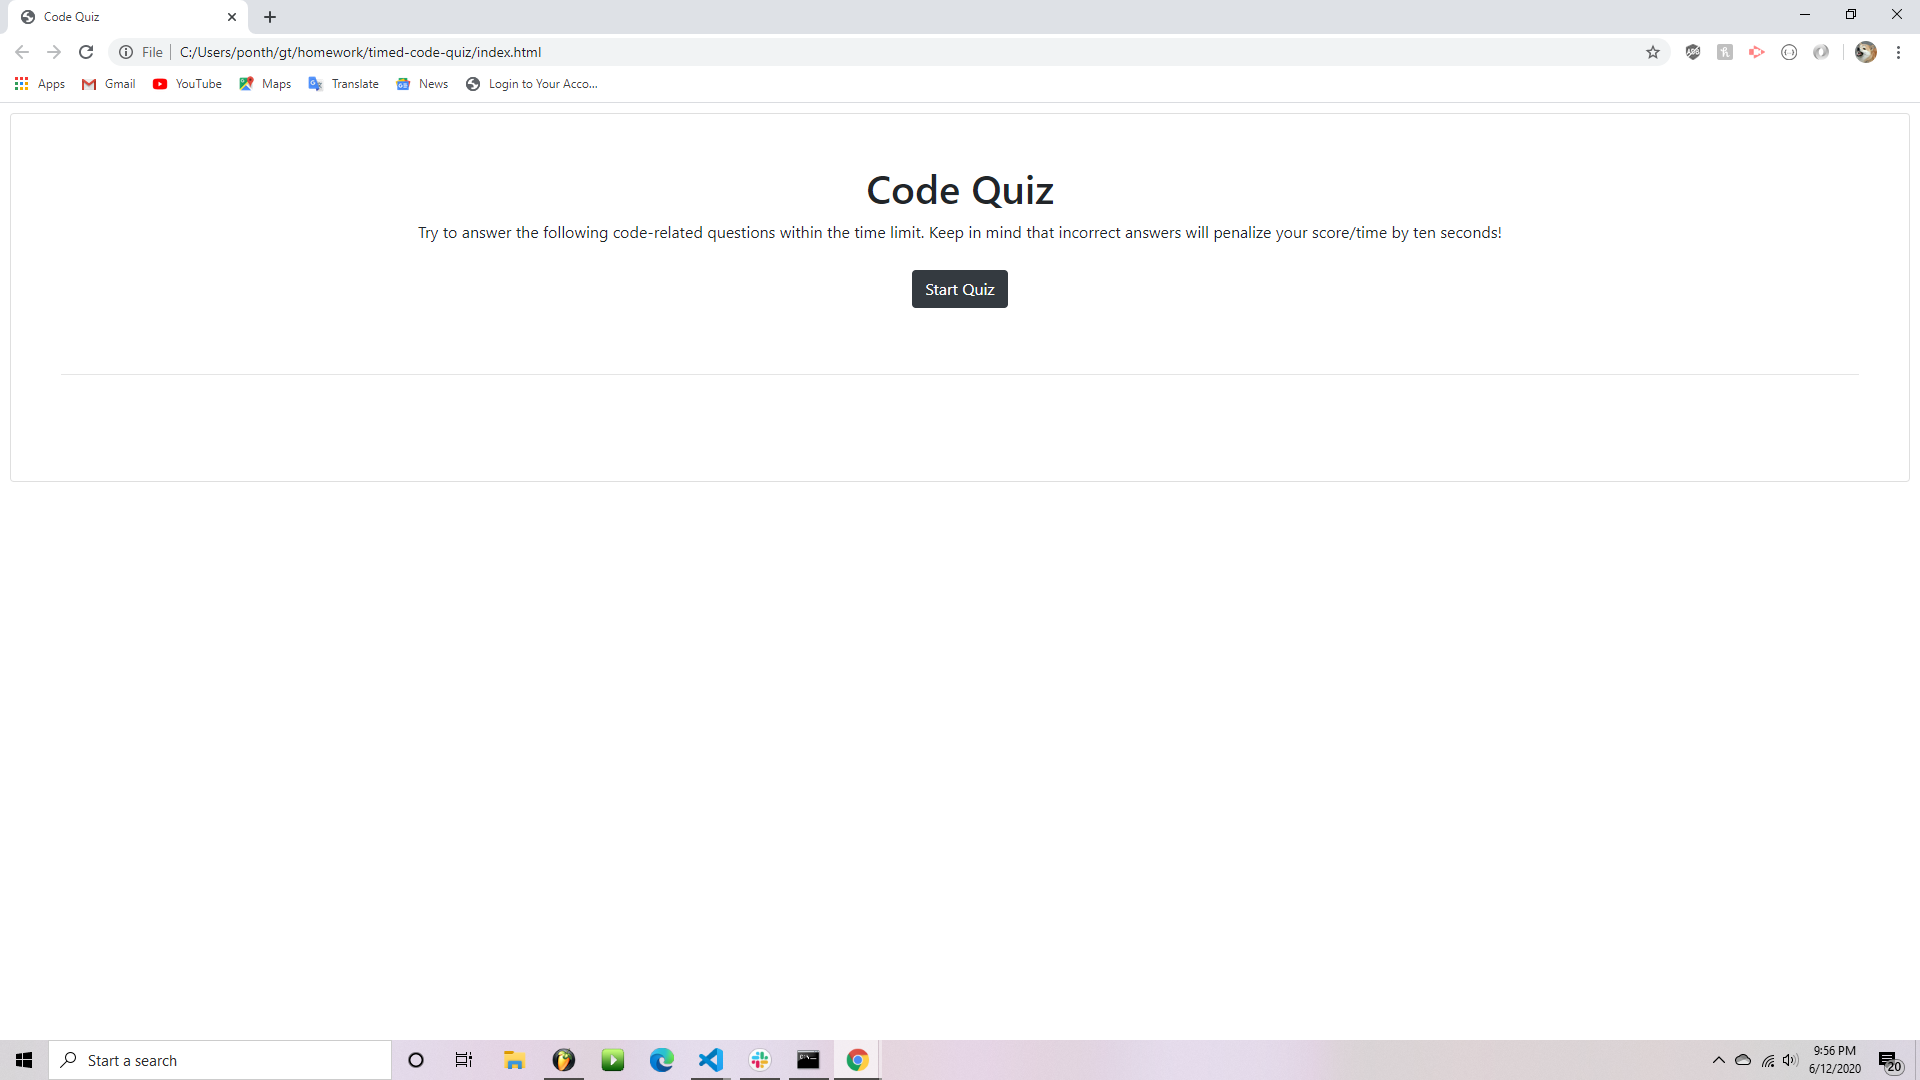 Code Quiz
File
C:/Users/ponth/gt/homework/timed-code-quiz/index.html
Apps
Gmail
YouTube
Maps
Translate
News
Login to Your Acco...
Code Quiz
Try to answer the following code-related questions within the time limit. Keep in mind that incorrect answers will penalize your score/time by ten seconds!
Start Quiz
Start a search
9:56 PM
6/12/2020
20